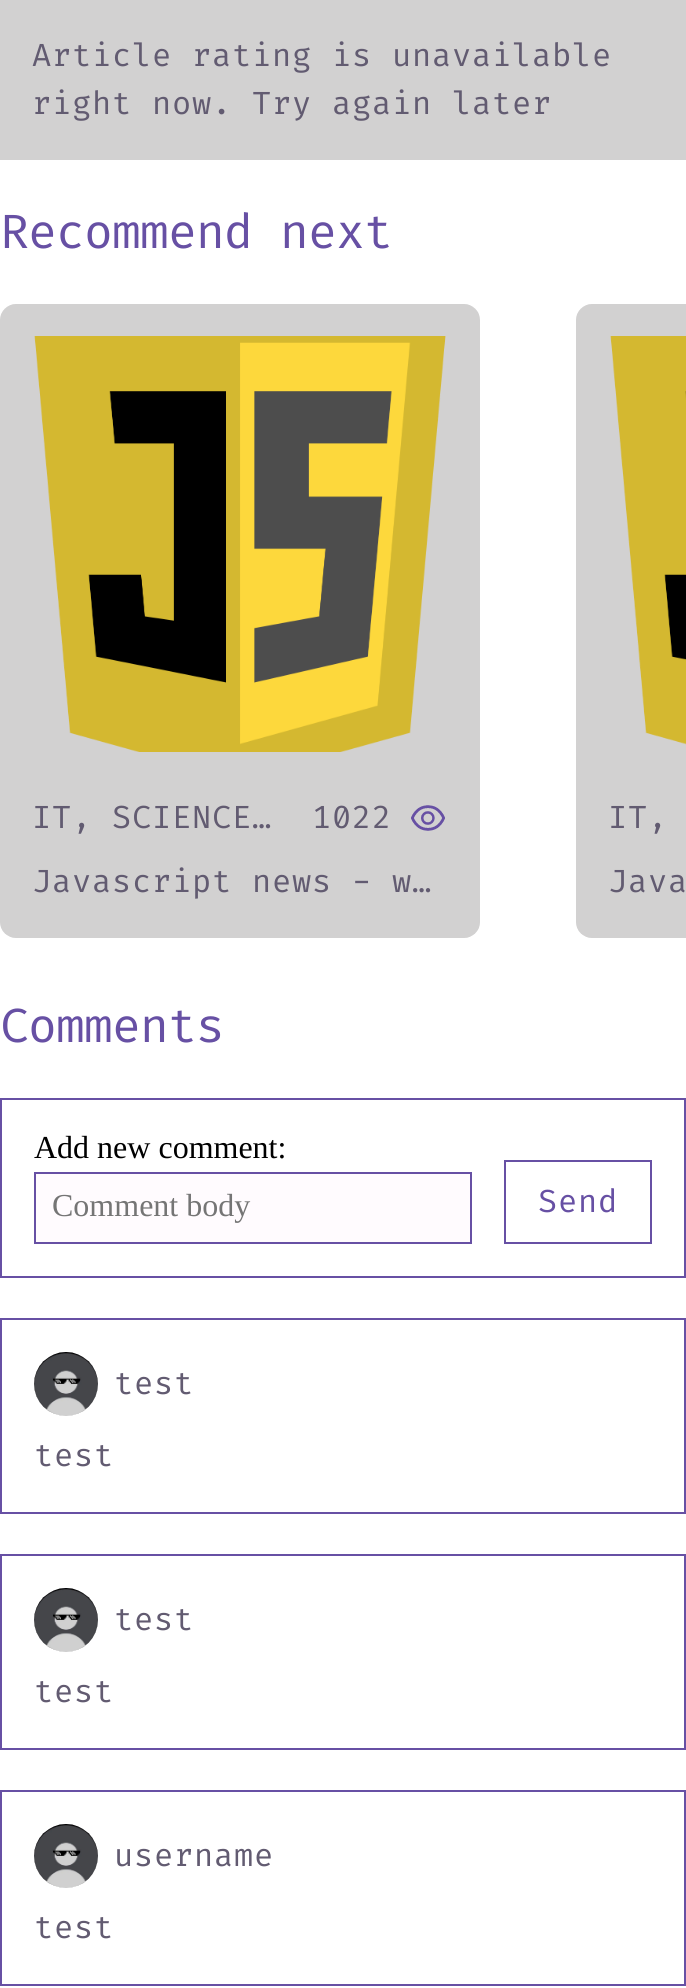 Article rating is unavailable
right now. Try again later
Recommend next
JS
IT, SCIENCE… 1022
Javascript news - w…
IT,
Java
Comments
Add new comment:
Comment body
Send
test
test
test
test
username
test